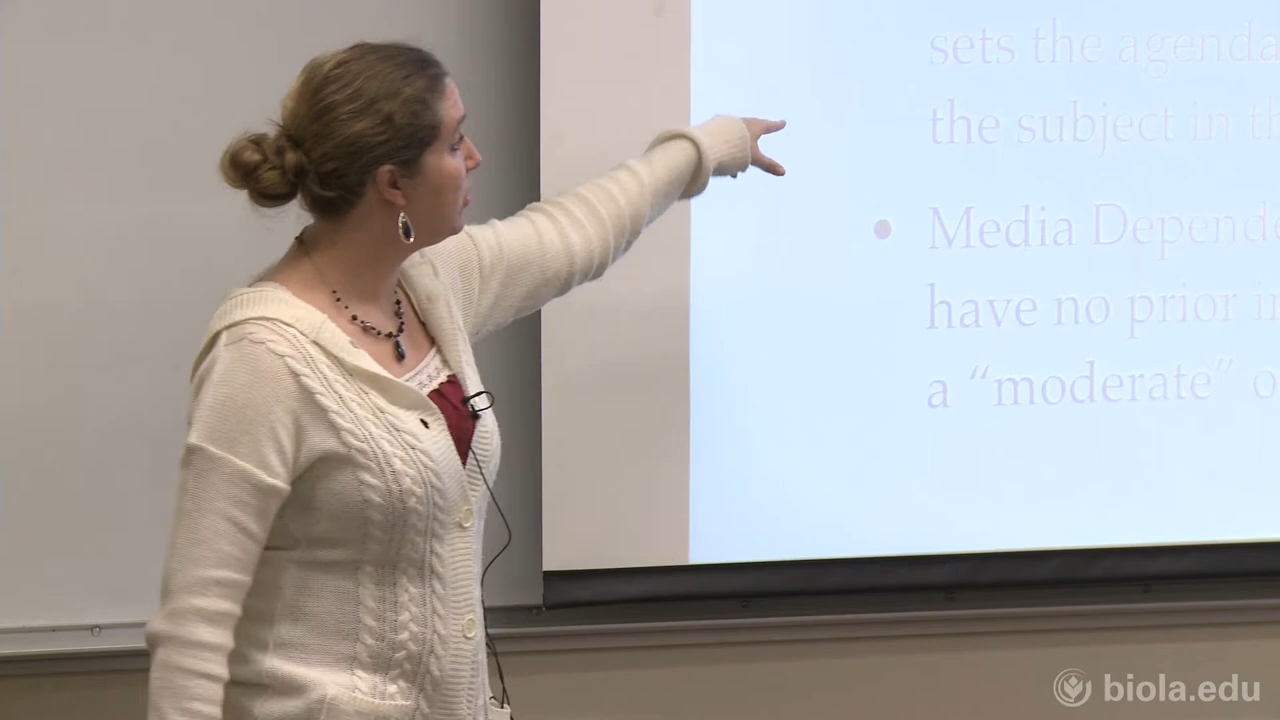 sets the agenda
the subject in th
• Media Depend
have no prior i
a “moderate” o
biola.edu